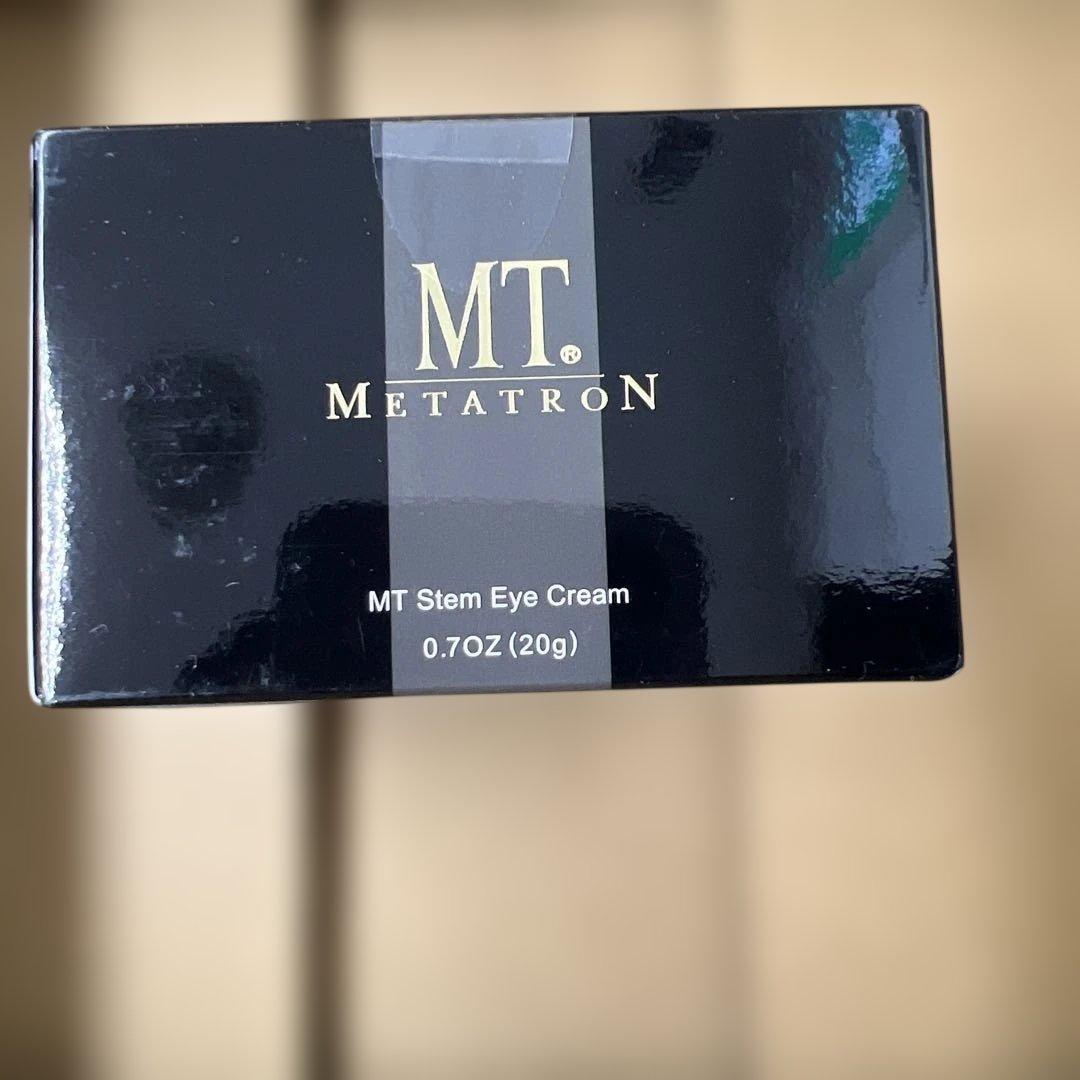 MT®
METATRON
MT Stem Eye Cream
0.7OZ (20g)